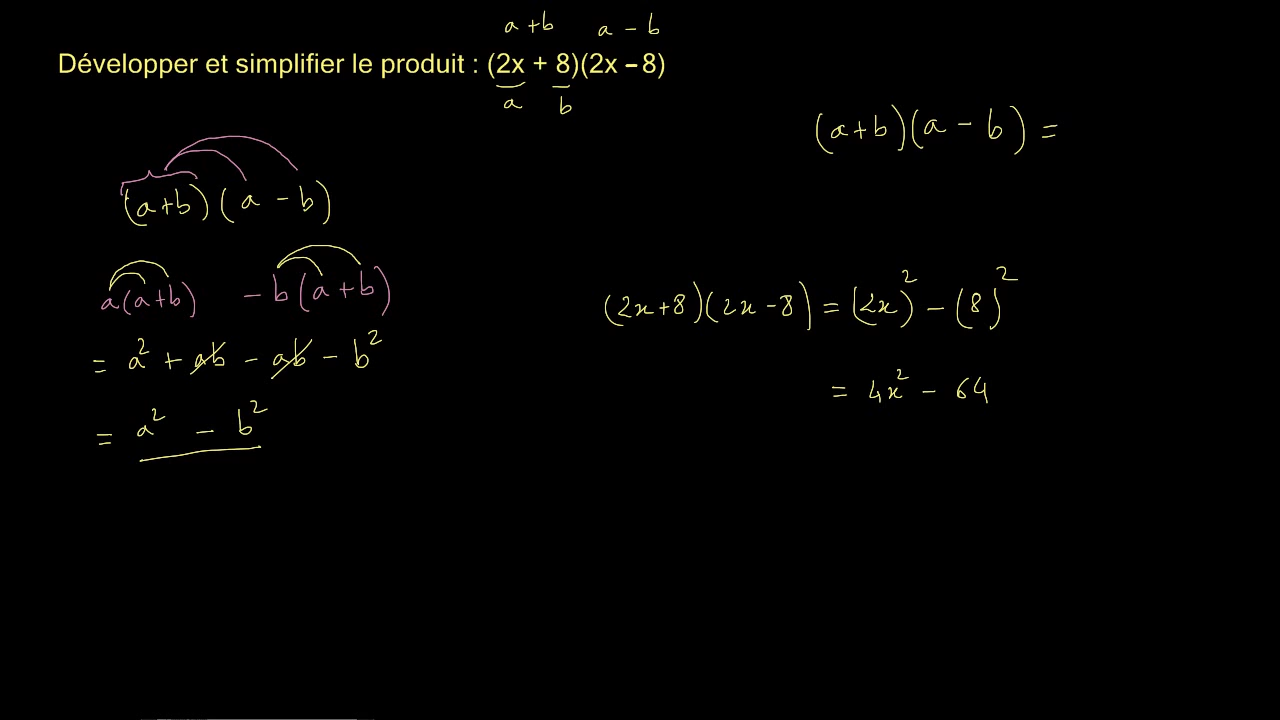 a + b a - b
Développer et simplifier le produit : (2x + 8)(2x - 8)
a b
(a+b)(a - b) =
(a+b)(a - b)
a(a+b) - b(a+b)
(2x+8)(2x-8) = (2x)² - (8)²
= a² + ab - ab - b²
= 4x² - 64
= a² - b²